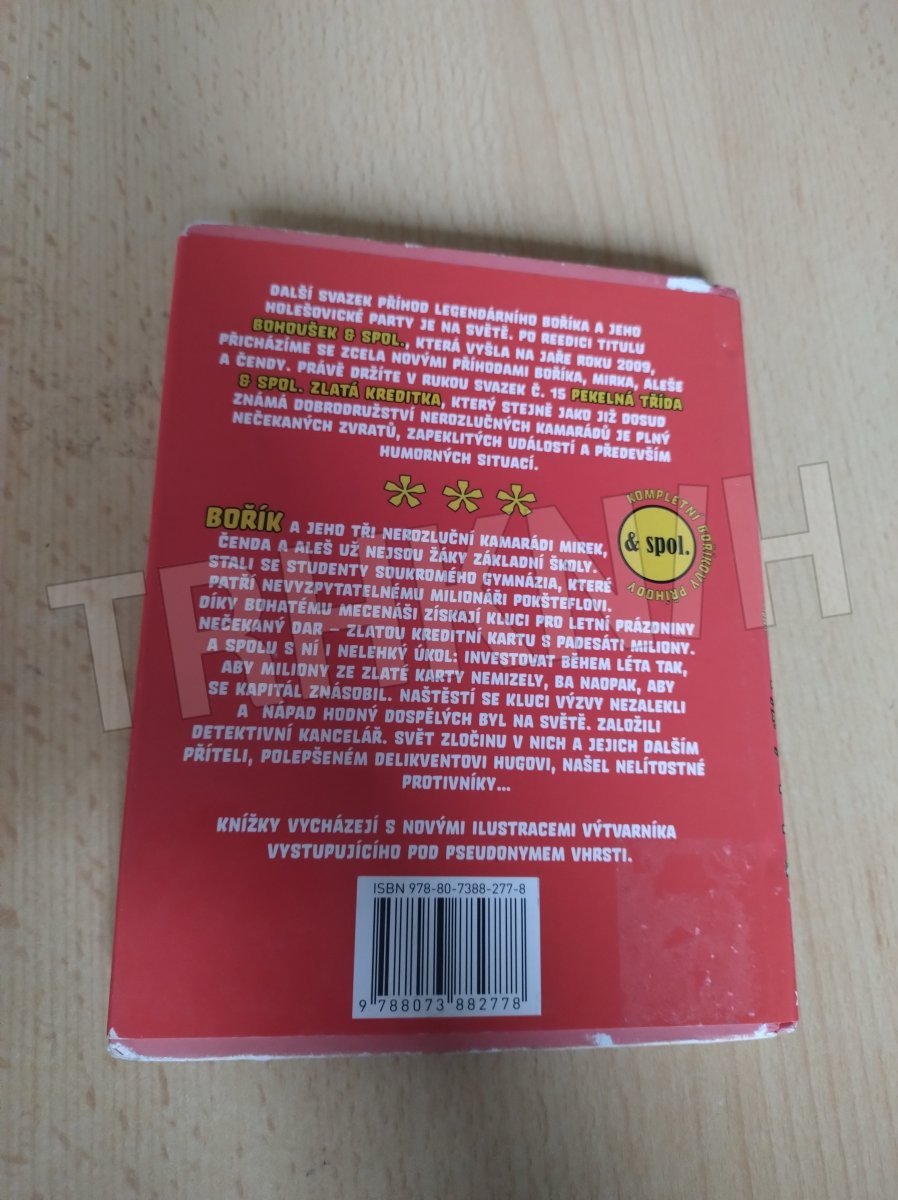 DALŠÍ SVAZEK PŘÍHOD LEGENDÁRNÍHO BOŘÍKA A JEHO
HOLEŠOVICKÉ PARTY JE NA SVĚTĚ. PO REEDICI TITULU
BOHOUŠEK & SPOL., KTERÁ VYŠLA NA JAŘE ROKU 2009,
PŘICHÁZÍME SE ZCELA NOVÝMI PŘÍHODAMI BOŘÍKA, MIRKA, ALEŠE
A ČENDY. PRÁVĚ DRŽÍTE V RUKOU SVAZEK Č. 15 PEKELNÁ TŘÍDA
& SPOL. ZLATÁ KREDITKA, KTERÝ STEJNĚ JAKO JIŽ DOSUD
ZNÁMÁ DOBRODRUŽSTVÍ NEROZLUČNÝCH KAMARÁDŮ JE PLNÝ
NEČEKANÝCH ZVRATŮ, ZAPEKLITÝCH UDÁLOSTÍ A PŘEDEVŠÍM
HUMORNÝCH SITUACÍ.
* * *
KOMPLETNÍ BOŘÍKOVY PŘÍHODY
& spol.
BOŘÍK A JEHO TŘI NEROZLUČNÍ KAMARÁDI MIREK,
ČENDA A ALEŠ UŽ NEJSOU ŽÁKY ZÁKLADNÍ ŠKOLY.
STALI SE STUDENTY SOUKROMÉHO GYMNÁZIA, KTERÉ
PATŘÍ NEVYZPYTATELNÉMU MILIONÁŘI POKŠTEFLOVI.
DÍKY BOHATÉMU MECENÁŠI ZÍSKAJÍ KLUCI PRO LETNÍ PRÁZDNINY
NEČEKANÝ DAR – ZLATOU KREDITNÍ KARTU S PADESÁTI MILIONY.
A SPOLU S NÍ I NELEHKÝ ÚKOL: INVESTOVAT BĚHEM LÉTA TAK,
ABY MILIONY ZE ZLATÉ KARTY NEMIZELY, BA NAOPAK, ABY
SE KAPITÁL ZNÁSOBIL. NAŠTĚSTÍ SE KLUCI VÝZVY NEZALEKLI
A NÁPAD HODNÝ DOSPĚLÝCH BYL NA SVĚTĚ. ZALOŽILI
DETEKTIVNÍ KANCELÁŘ. SVĚT ZLOČINU V NICH A JEJICH DALŠÍM
PŘÍTELI, POLEPŠENÉM DELIKVENTOVI HUGOVI, NAŠEL NELÍTOSTNÉ
PROTIVNÍKY...
KNÍŽKY VYCHÁZEJÍ S NOVÝMI ILUSTRACEMI VÝTVARNÍKA
VYSTUPUJÍCÍHO POD PSEUDONYMEM VHRSTI.
ISBN 978-80-7388-277-8
9 788073 882778
TRHKNIH